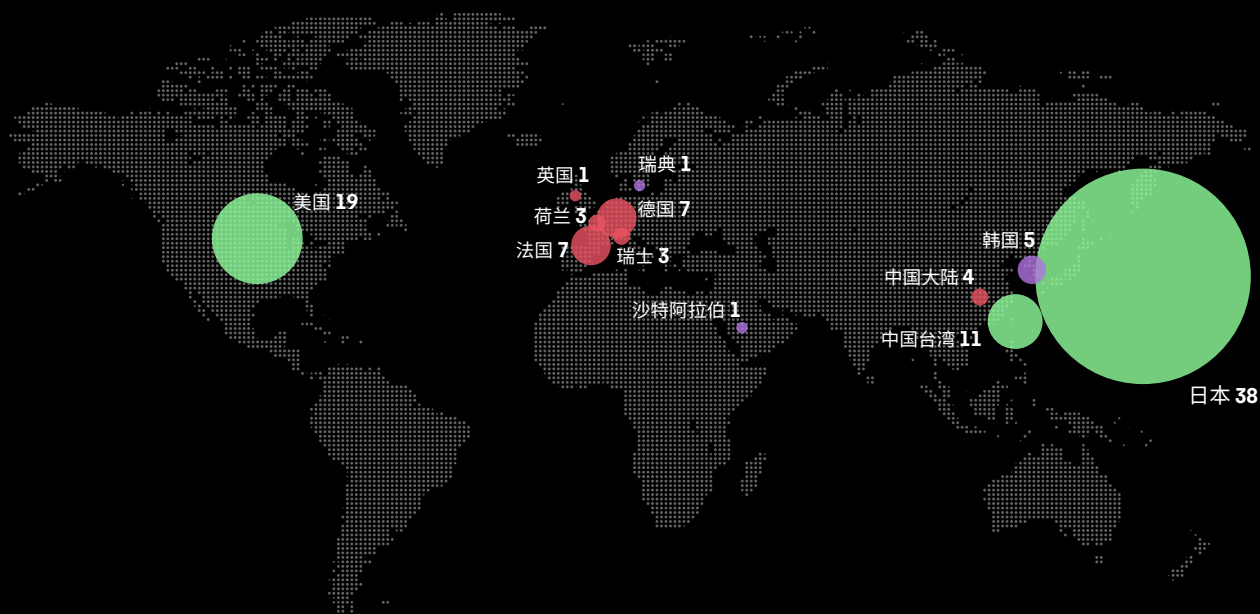 瑞典 1
英国 1
美国 19
德国 7
荷兰 3
韩国 5
法国 7
瑞士 3
中国大陆 4
沙特阿拉伯 1
中国台湾 11
日本 38